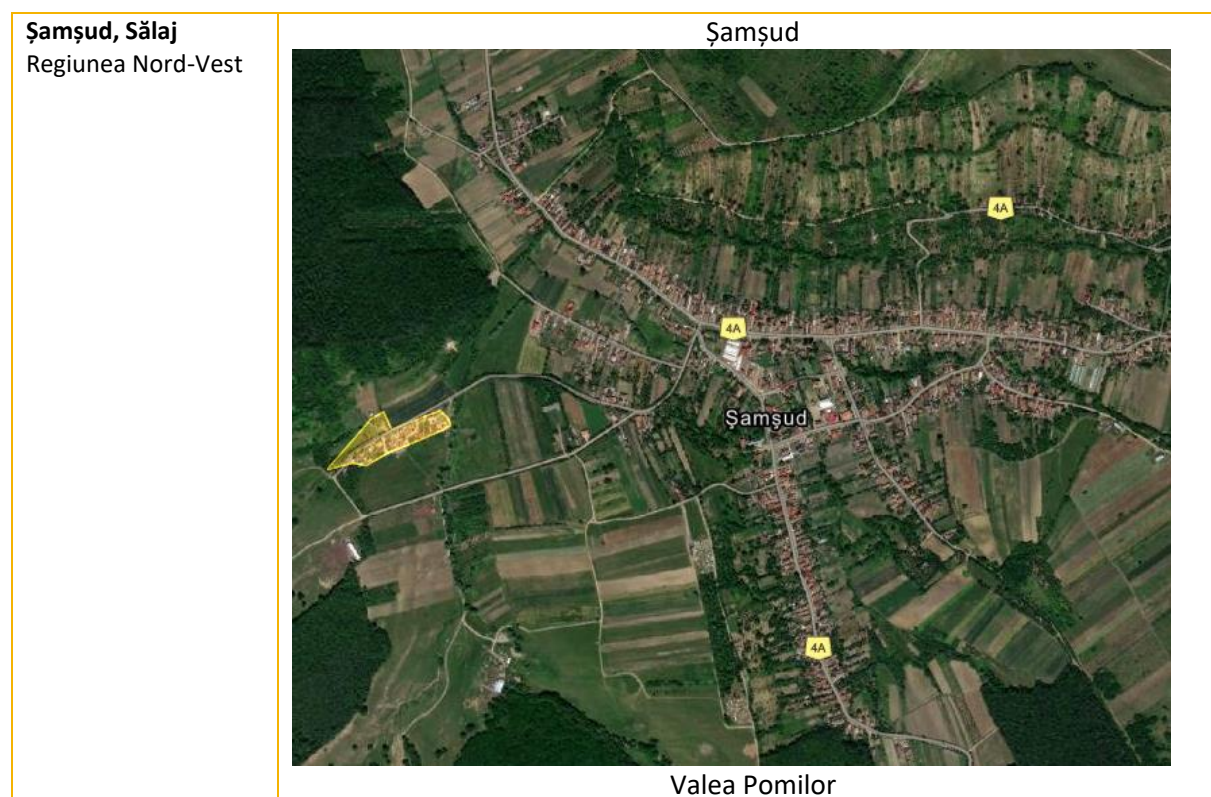 Șamșud, Sălaj
Regiunea Nord-Vest
Șamșud
4A
4A
Șamșud
4A
Valea Pomilor